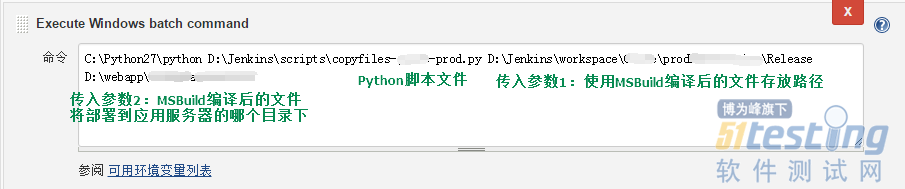 Execute Windows batch command
X
命令
C:\Python27\python D:\Jenkins\scripts\copyfiles- -prod.py D:\Jenkins\workspace\ \prod \Release
D:\webapp\
Python脚本文件
传入参数1：使用MSBuild编译后的文件存放路径
传入参数2：MSBuild编译后的文件
将部署到应用服务器的哪个目录下
博为峰旗下
51testing
软件测试网
参阅 可用环境变量列表